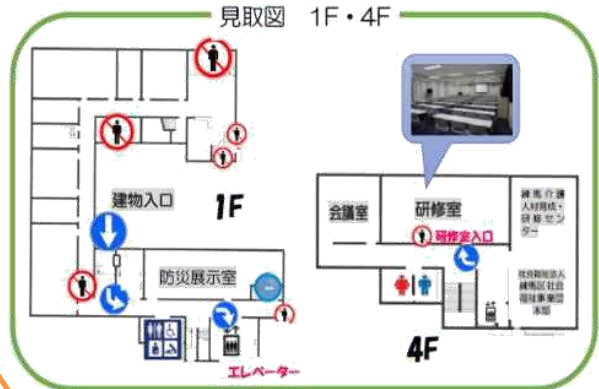 見取図 1F・4F
建物入口
1F
防災展示室
エレベーター
会議室
研修室
研修室入口
練馬介護
人材育成・
研修セン
ター
社会福祉法人
練馬区社会
福祉事業団
本部
4F